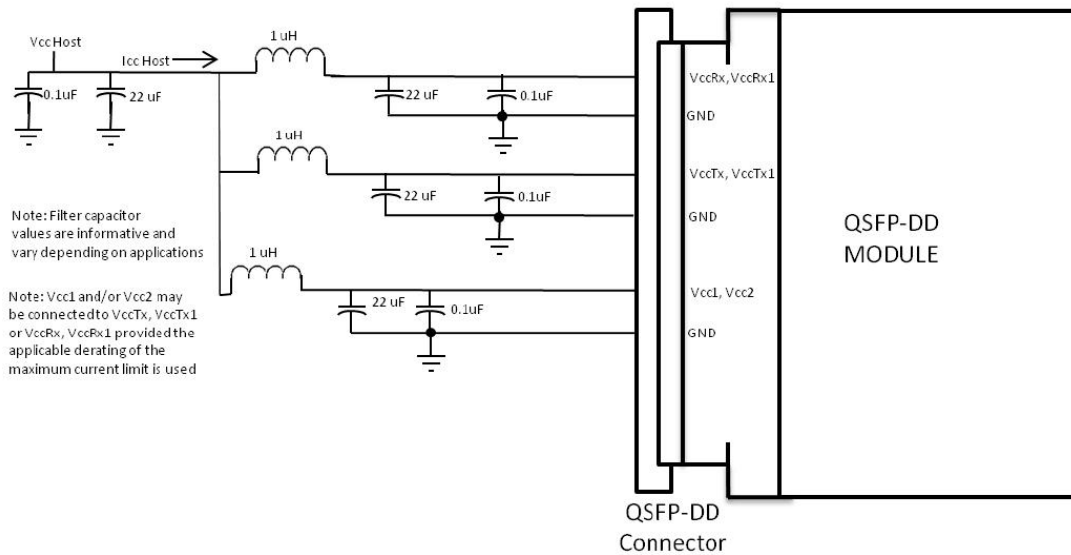 1 uH
Vcc Host
Icc Host
0.1uF
22 uF
22 uF
0.1uF
VccRx, VccRx1
GND
1 uH
22 uF
0.1uF
VccTx, VccTx1
GND
Note: Filter capacitor
values are informative and
vary depending on applications
QSFP-DD
MODULE
1 uH
Note: Vcc1 and/or Vcc2 may
be connected to VccTx, VccTx1
or VccRx, VccRx1 provided the
applicable derating of the
maximum current limit is used
22 uF
0.1uF
Vcc1, Vcc2
GND
QSFP-DD
Connector